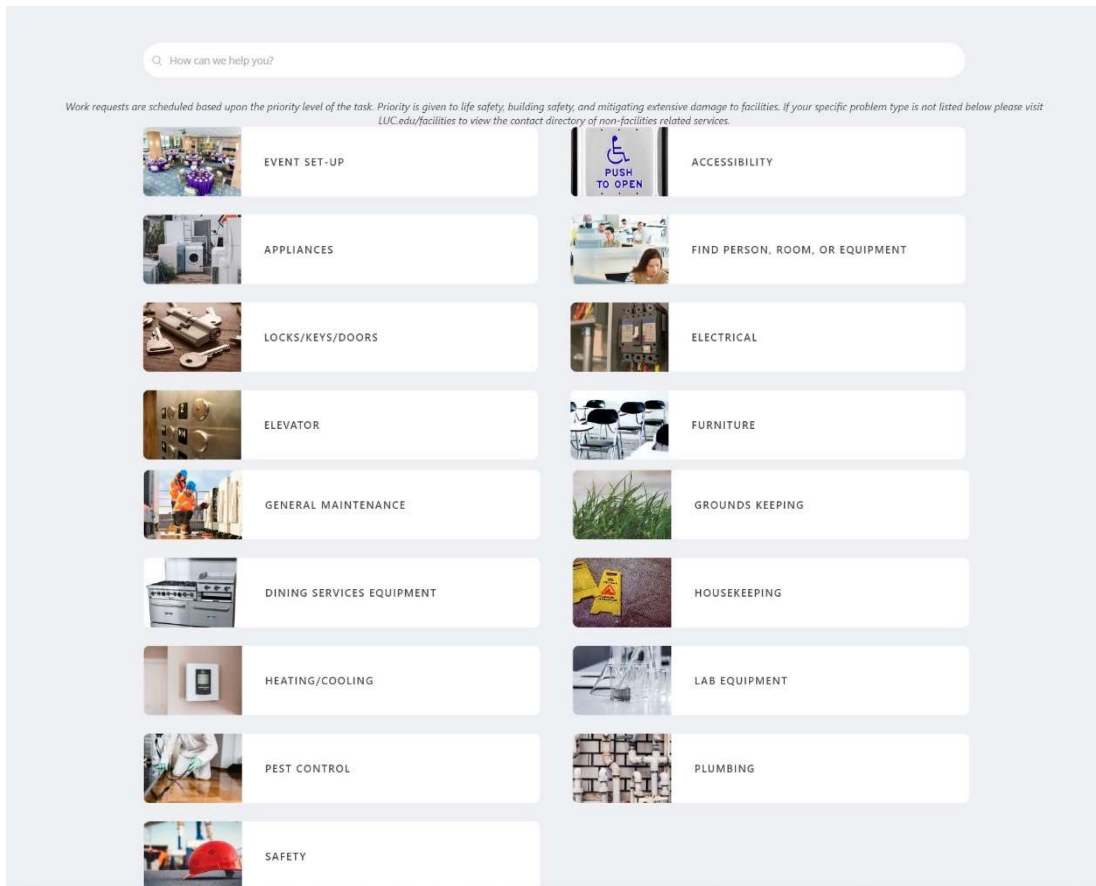 How can we help you?
Work requests are scheduled based upon the priority level of the task. Priority is given to life safety, building safety, and mitigating extensive damage to facilities. If your specific problem type is not listed below please visit
LUC.edu/facilities to view the contact directory of non-facilities related services.
EVENT SET-UP
PUSH
TO OPEN
ACCESSIBILITY
APPLIANCES
FIND PERSON, ROOM, OR EQUIPMENT
LOCKS/KEYS/DOORS
ELECTRICAL
ELEVATOR
FURNITURE
GENERAL MAINTENANCE
GROUNDS KEEPING
DINING SERVICES EQUIPMENT
HOUSEKEEPING
HEATING/COOLING
LAB EQUIPMENT
PEST CONTROL
PLUMBING
SAFETY